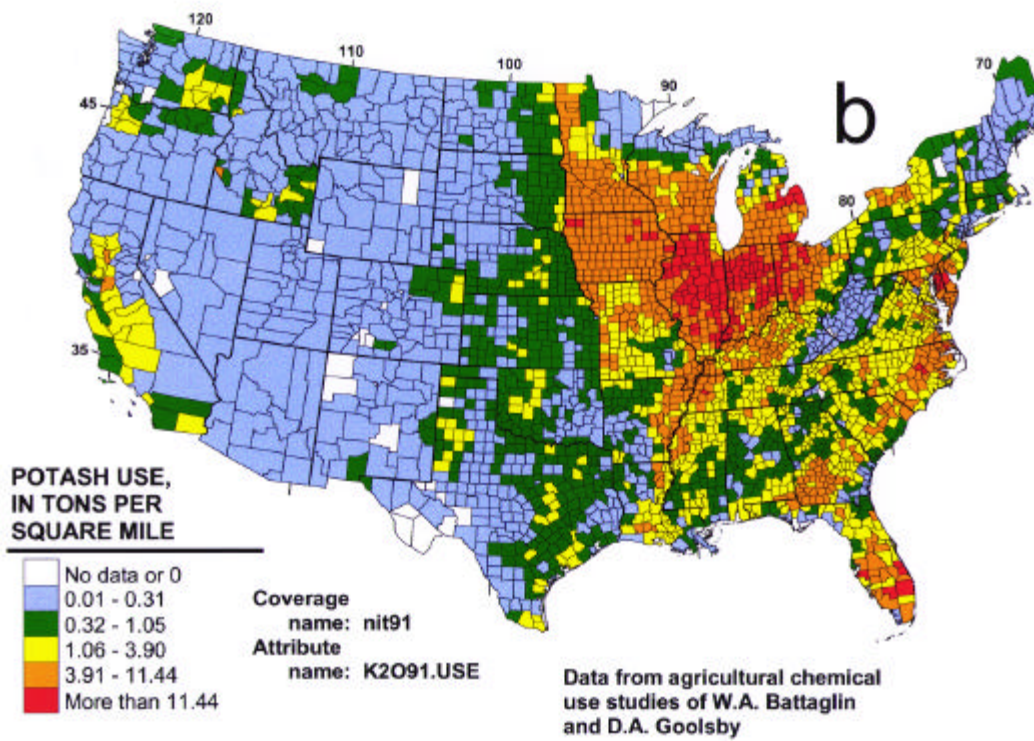 120
110
100
90
70
45
b
80
35
POTASH USE,
IN TONS PER
SQUARE MILE
No data or 0
0.01 - 0.31
0.32 - 1.05
1.06 - 3.90
3.91 - 11.44
More than 11.44
Coverage
name: nit91
Attribute
name: K2O91.USE
Data from agricultural chemical
use studies of W.A. Battaglin
and D.A. Goolsby